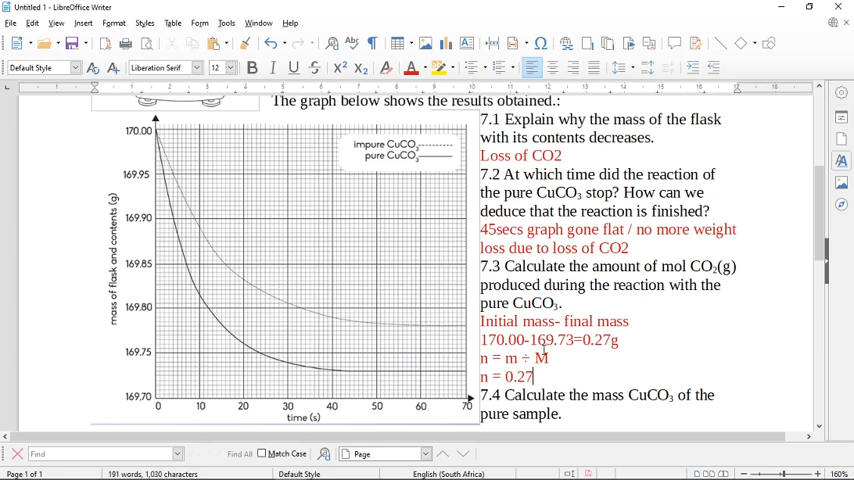 Untitled 1 - LibreOffice Writer
File Edit View Insert Format Styles Table Form Tools Window Help
Default Style Liberation Serif 12
The graph below shows the results obtained.:
7.1 Explain why the mass of the flask
with its contents decreases.
Loss of CO2
7.2 At which time did the reaction of
the pure CuCO₃ stop? How can we
deduce that the reaction is finished?
45secs graph gone flat / no more weight
loss due to loss of CO2
7.3 Calculate the amount of mol CO₂(g)
produced during the reaction with the
pure CuCO₃.
Initial mass- final mass
170.00-169.73=0.27g
n = m ÷ M
n = 0.27
7.4 Calculate the mass CuCO₃ of the
pure sample.
impure CuCO₃
pure CuCO₃
mass of flask and contents (g)
170.00
169.95
169.90
169.85
169.80
169.75
169.70
0 10 20 30 40 50 60 70
time (s)
Find Find All Match Case Page
Page 1 of 1 191 words, 1,030 characters Default Style English (South Africa) 160%